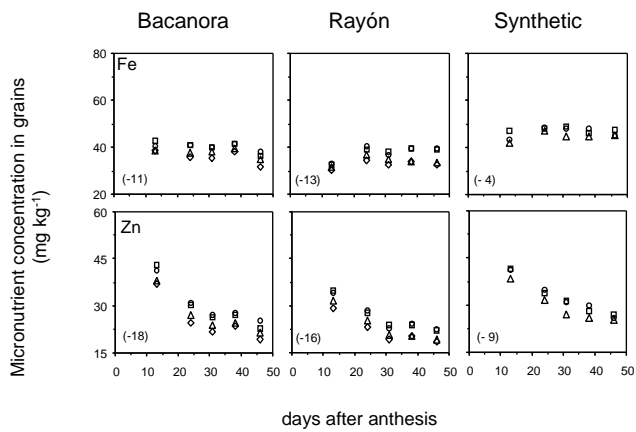 Bacanora Rayón Synthetic
80
Fe
60
40
20
(-11) (-13) (- 4)
60
Zn
45
30
15
(-18) (-16) (- 9)
0 10 20 30 40 50 0 10 20 30 40 50 0 10 20 30 40 50
days after anthesis
Micronutrient concentration in grains
(mg kg-1)